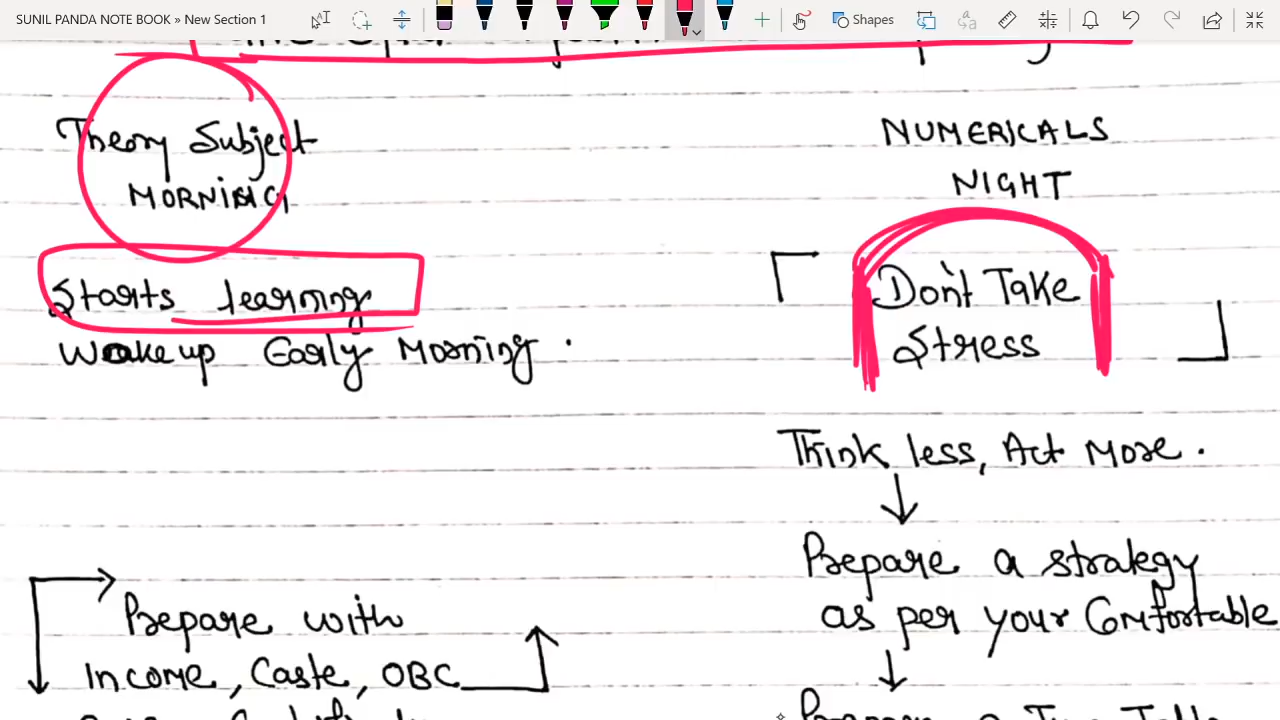 SUNIL PANDA NOTE BOOK » New Section 1
Shapes
Theory Subject
MORNING
Starts learning
Wakeup Early Morning.
Prepare with
Income, Caste, OBC
NUMERICALS
NIGHT
Don't Take
Stress
Think less, Act More.
Prepare a strategy
as per your Comfortable